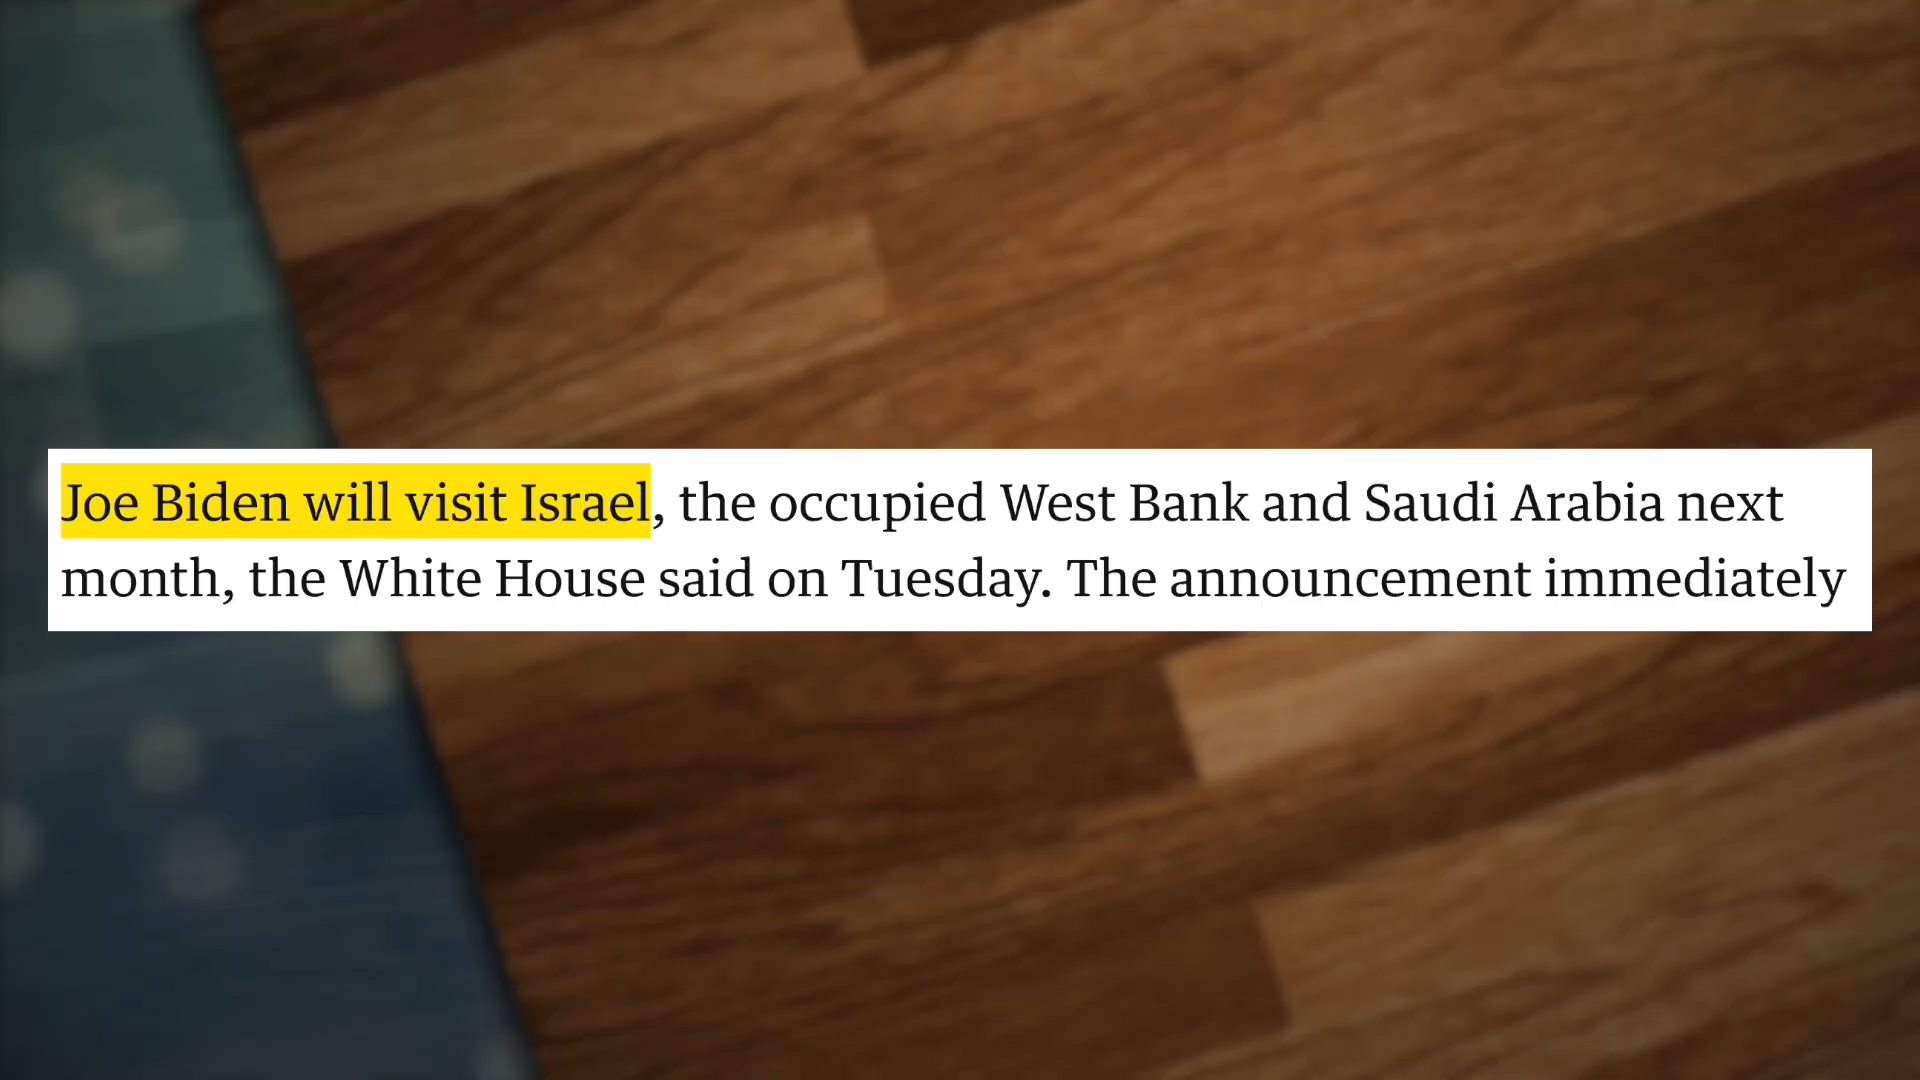 Joe Biden will visit Israel, the occupied West Bank and Saudi Arabia next
month, the White House said on Tuesday. The announcement immediately